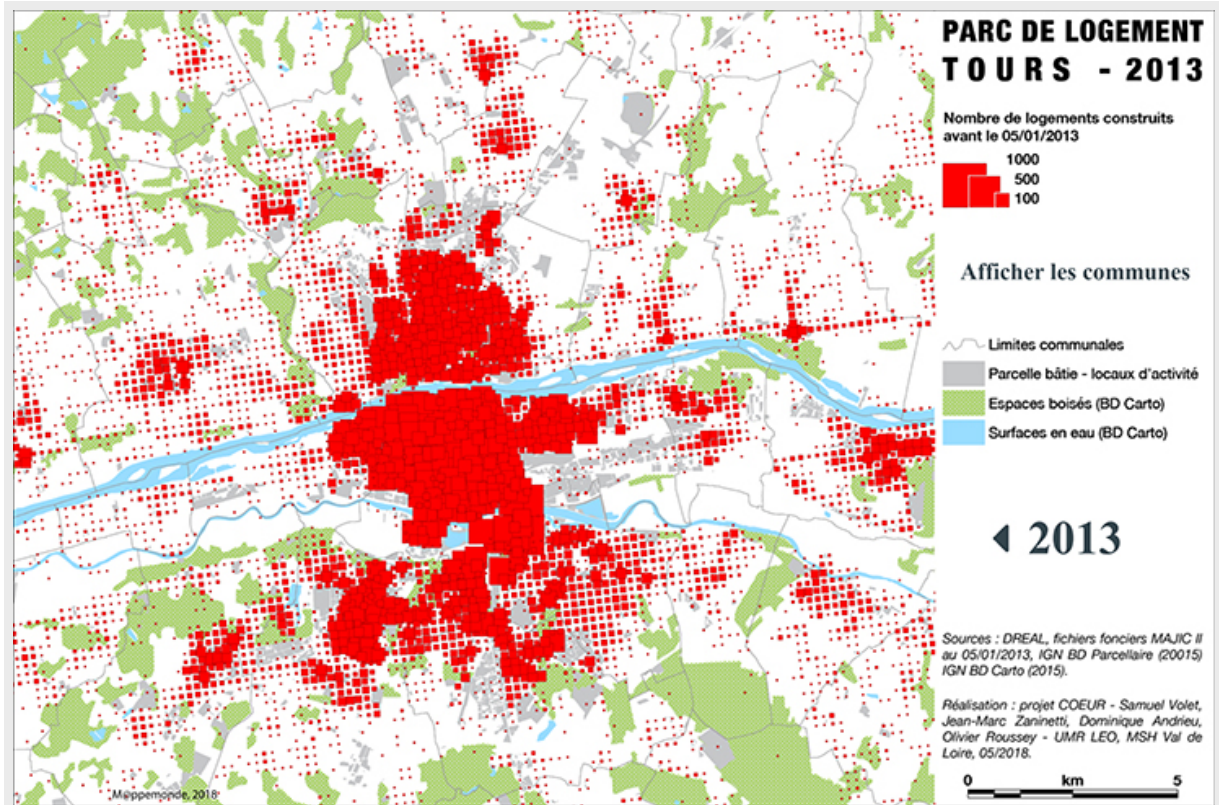 PARC DE LOGEMENT
TOURS - 2013
Nombre de logements construits
avant le 05/01/2013
1000
500
100
Afficher les communes
Limites communales
Parcelle bâtie - locaux d'activité
Espaces boisés (BD Carto)
Surfaces en eau (BD Carto)
2013
Sources : DREAL, fichiers fonciers MAJIC II
au 05/01/2013, IGN BD Parcellaire (20015)
IGN BD Carto (2015).
Réalisation : projet COEUR - Samuel Volet,
Jean-Marc Zaninetti, Dominique Andrieu,
Olivier Roussey - UMR LEO, MSH Val de
Loire, 05/2018.
0 km 5
M@ppemonde, 2018